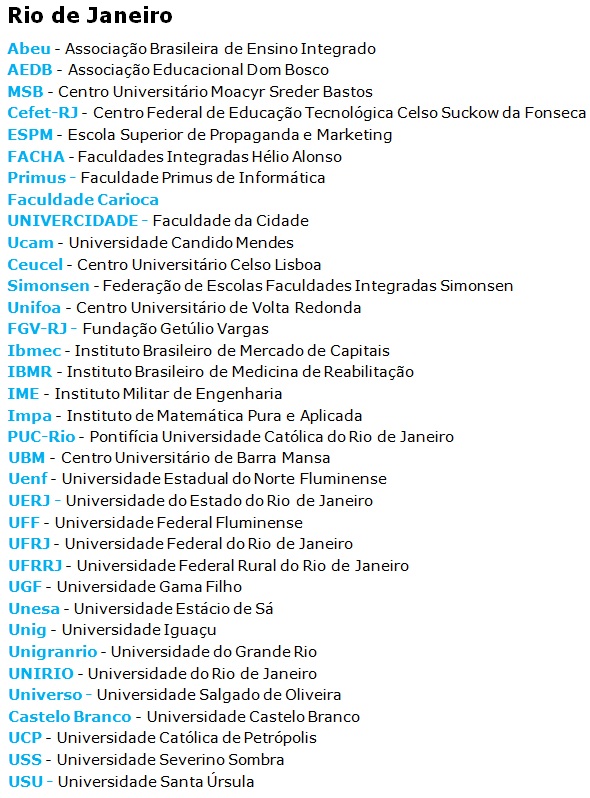 Rio de Janeiro
Abeu - Associação Brasileira de Ensino Integrado
AEDB - Associação Educacional Dom Bosco
MSB - Centro Universitário Moacyr Sreder Bastos
Cefet-RJ - Centro Federal de Educação Tecnológica Celso Suckow da Fonseca
ESPM - Escola Superior de Propaganda e Marketing
FACHA - Faculdades Integradas Hélio Alonso
Primus - Faculdade Primus de Informática
Faculdade Carioca
UNIVERCIDADE - Faculdade da Cidade
Ucam - Universidade Candido Mendes
Ceucel - Centro Universitário Celso Lisboa
Simonsen - Federação de Escolas Faculdades Integradas Simonsen
Unifoa - Centro Universitário de Volta Redonda
FGV-RJ - Fundação Getúlio Vargas
Ibmec - Instituto Brasileiro de Mercado de Capitais
IBMR - Instituto Brasileiro de Medicina de Reabilitação
IME - Instituto Militar de Engenharia
Impa - Instituto de Matemática Pura e Aplicada
PUC-Rio - Pontifícia Universidade Católica do Rio de Janeiro
UBM - Centro Universitário de Barra Mansa
Uenf - Universidade Estadual do Norte Fluminense
UERJ - Universidade do Estado do Rio de Janeiro
UFF - Universidade Federal Fluminense
UFRJ - Universidade Federal do Rio de Janeiro
UFRRJ - Universidade Federal Rural do Rio de Janeiro
UGF - Universidade Gama Filho
Unesa - Universidade Estácio de Sá
Unig - Universidade Iguaçu
Unigranrio - Universidade do Grande Rio
UNIRIO - Universidade do Rio de Janeiro
Universo - Universidade Salgado de Oliveira
Castelo Branco - Universidade Castelo Branco
UCP - Universidade Católica de Petrópolis
USS - Universidade Severino Sombra
USU - Universidade Santa Úrsula